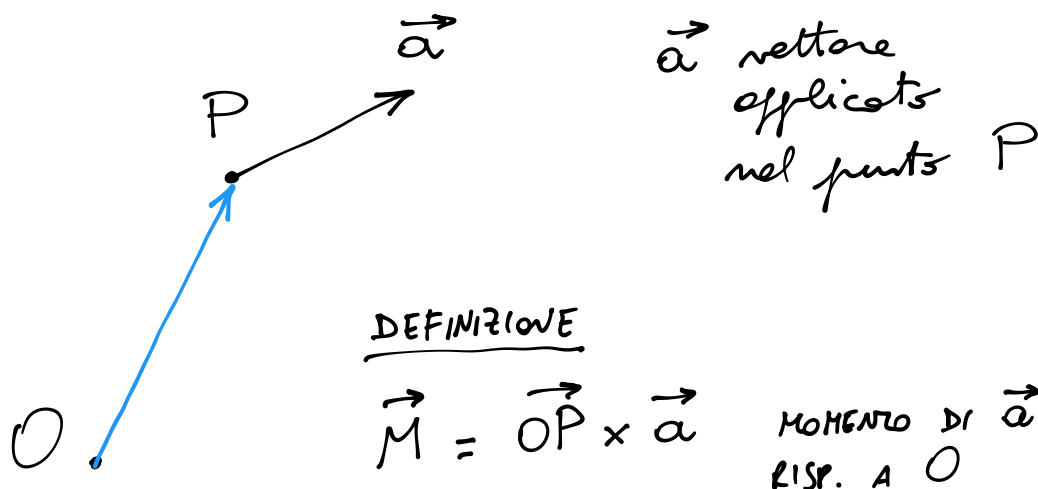 a⃗
a⃗ vettore
applicato
nel punto P
P
DEFINIZIONE
M⃗ = OP⃗ × a⃗
MOMENTO DI a⃗
RISP. A O
O